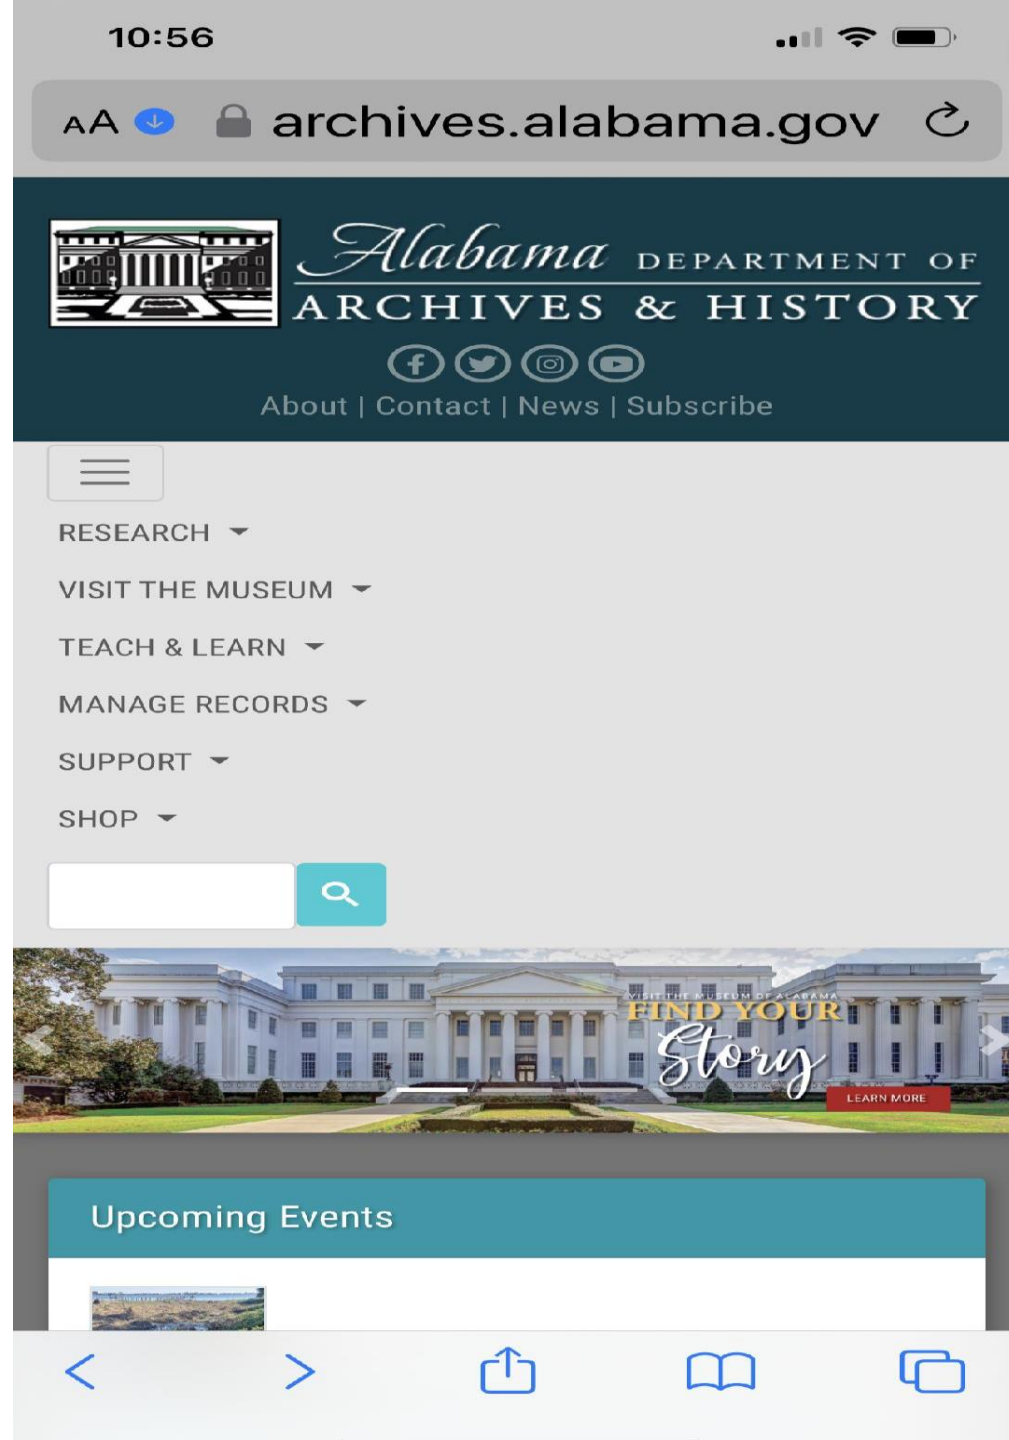 10:56
AA archives.alabama.gov
Alabama DEPARTMENT OF
ARCHIVES & HISTORY
About | Contact | News | Subscribe
RESEARCH
VISIT THE MUSEUM
TEACH & LEARN
MANAGE RECORDS
SUPPORT
SHOP
VISIT THE MUSEUM OF ALABAMA
FIND YOUR
Story
LEARN MORE
Upcoming Events